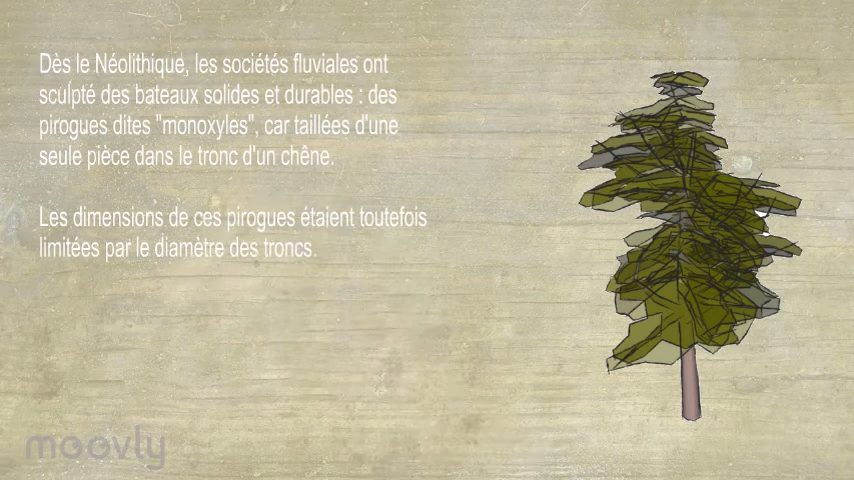 Dès le Néolithique, les sociétés fluviales ont
sculpté des bateaux solides et durables : des
pirogues dites "monoxyles", car taillées d'une
seule pièce dans le tronc d'un chêne.
Les dimensions de ces pirogues étaient toutefois
limitées par le diamètre des troncs.
moovly